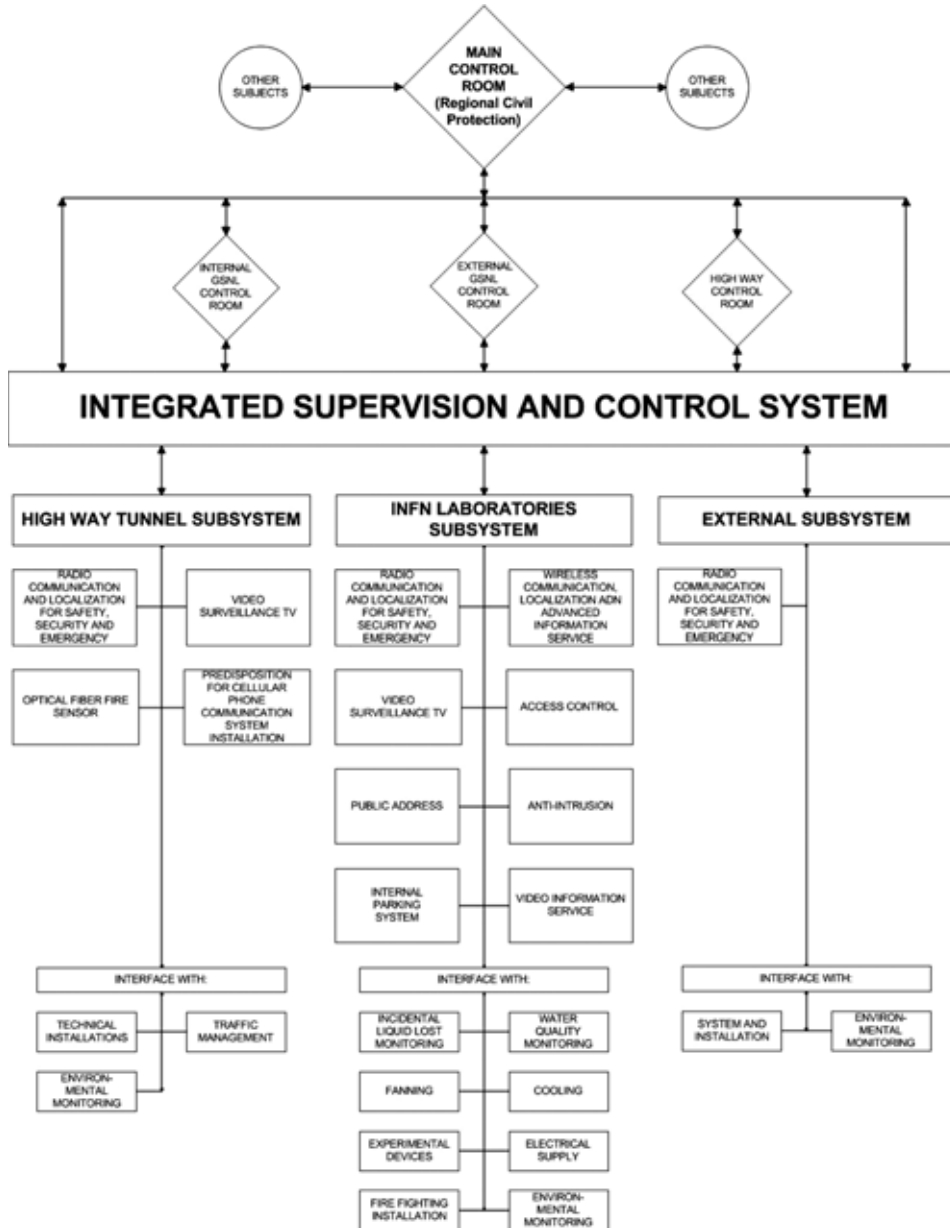 MAIN
CONTROL
ROOM
(Regional Civil
Protection)
OTHER
SUBJECTS
OTHER
SUBJECTS
INTERNAL
GSNL
CONTROL
ROOM
EXTERNAL
GSNL
CONTROL
ROOM
HIGH WAY
CONTROL
ROOM
INTEGRATED SUPERVISION AND CONTROL SYSTEM
HIGH WAY TUNNEL SUBSYSTEM
RADIO
COMMUNICATION
AND LOCALIZATION
FOR SAFETY,
SECURITY AND
EMERGENCY
VIDEO
SURVEILLANCE TV
OPTICAL FIBER FIRE
SENSOR
PREDISPOSITION
FOR CELLULAR
PHONE
COMMUNICATION
SYSTEM
INSTALLATION
INTERFACE WITH:
TECHNICAL
INSTALLATIONS
TRAFFIC
MANAGEMENT
ENVIRON-
MENTAL
MONITORING
INFN LABORATORIES
SUBSYSTEM
RADIO
COMMUNICATION
AND LOCALIZATION
FOR SAFETY,
SECURITY AND
EMERGENCY
WIRELESS
COMMUNICATION,
LOCALIZATION ADN
ADVANCED
INFORMATION
SERVICE
VIDEO
SURVEILLANCE TV
ACCESS CONTROL
PUBLIC ADDRESS
ANTI-INTRUSION
INTERNAL
PARKING
SYSTEM
VIDEO INFORMATION
SERVICE
INTERFACE WITH:
INCIDENTAL
LIQUID LOST
MONITORING
WATER
QUALITY
MONITORING
FANNING
COOLING
EXPERIMENTAL
DEVICES
ELECTRICAL
SUPPLY
FIRE FIGHTING
INSTALLATION
ENVIRON-
MENTAL
MONITORING
EXTERNAL SUBSYSTEM
RADIO
COMMUNICATION
AND LOCALIZATION
FOR SAFETY,
SECURITY AND
EMERGENCY
INTERFACE WITH:
SYSTEM AND
INSTALLATION
ENVIRON-
MENTAL
MONITORING